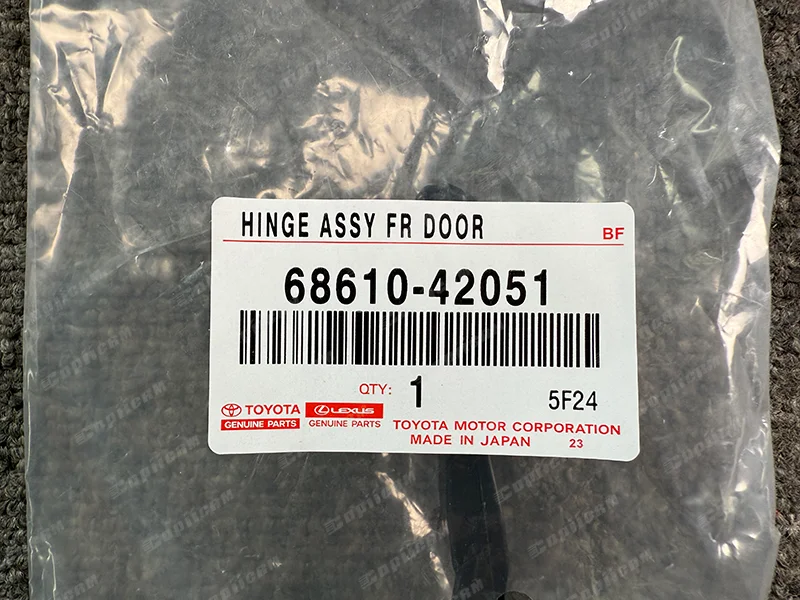 HINGE ASSY FR DOOR
BF
68610-42051
QTY: 1
5F24
TOYOTA
GENUINE PARTS
LEXUS
GENUINE PARTS
TOYOTA MOTOR CORPORATION
MADE IN JAPAN 23